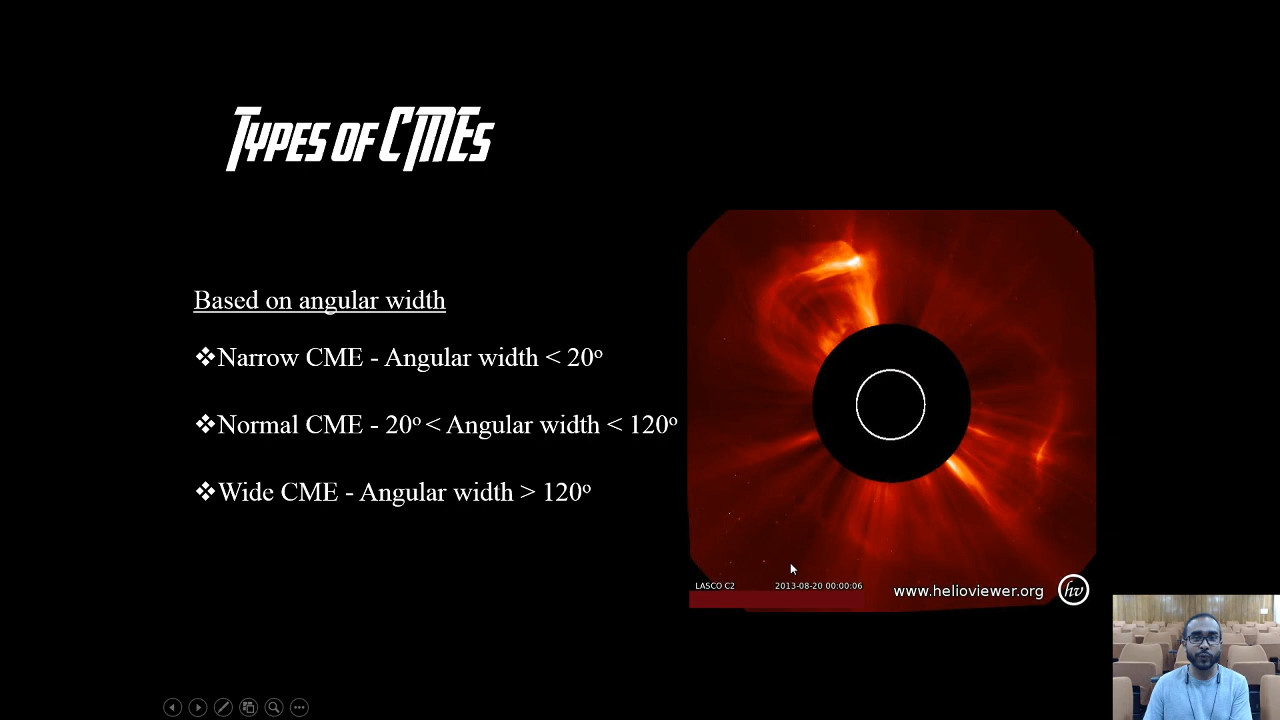 Types of CMEs
Based on angular width
❖Narrow CME - Angular width < 20º
❖Normal CME - 20º < Angular width < 120º
❖Wide CME - Angular width > 120º
LASCO C2 2013-08-20 00:00:06
www.helioviewer.org hv